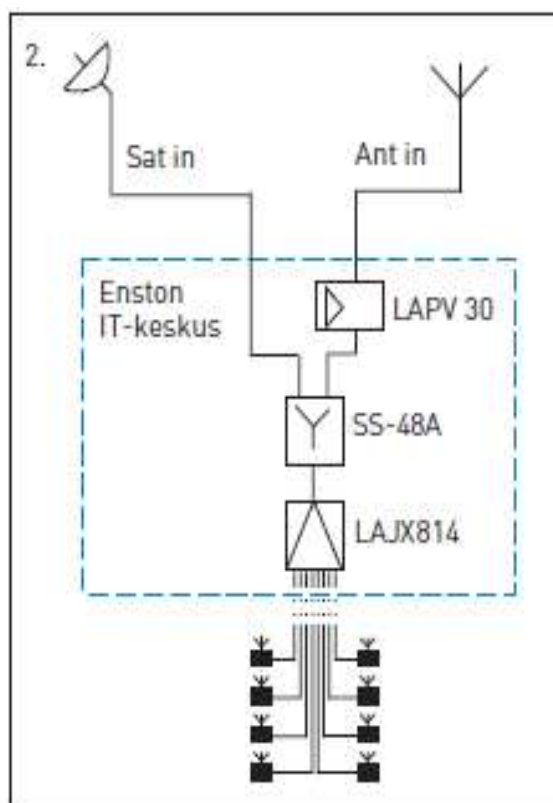 2.
Sat in
Ant in
Enston
IT-keskus
LAPV 30
SS-48A
LAJX814